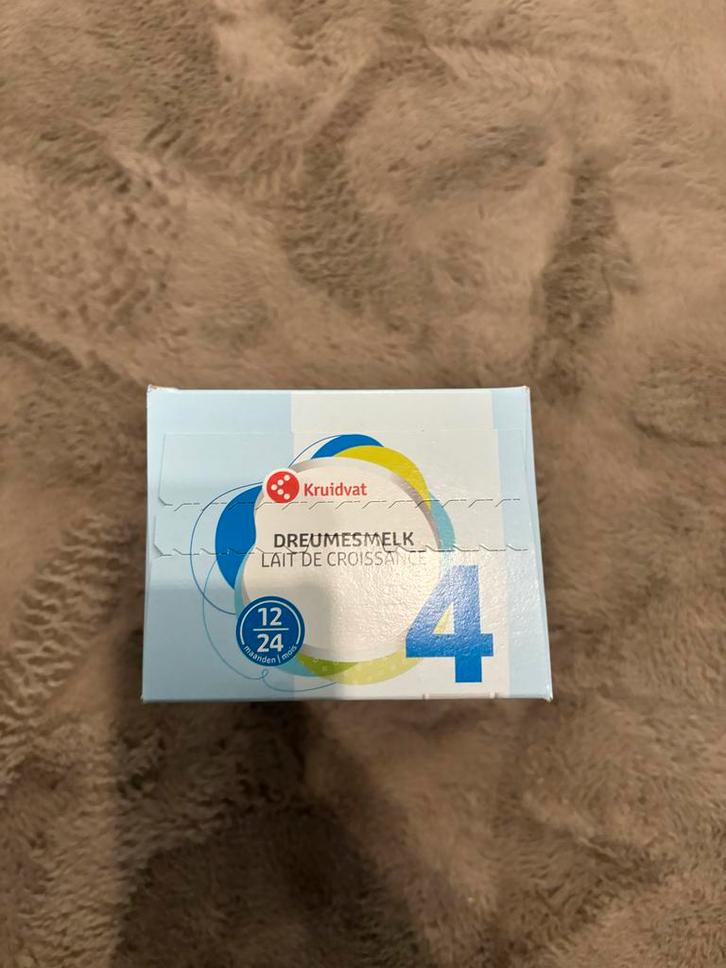 Kruidvat
DREUMESMELK
LAIT DE CROISSANCE
4
12
24
maanden | mois